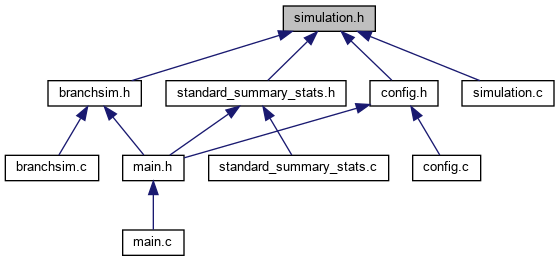 simulation.h
branchsim.h
standard_summary_stats.h
config.h
simulation.c
branchsim.c
main.h
standard_summary_stats.c
config.c
main.c